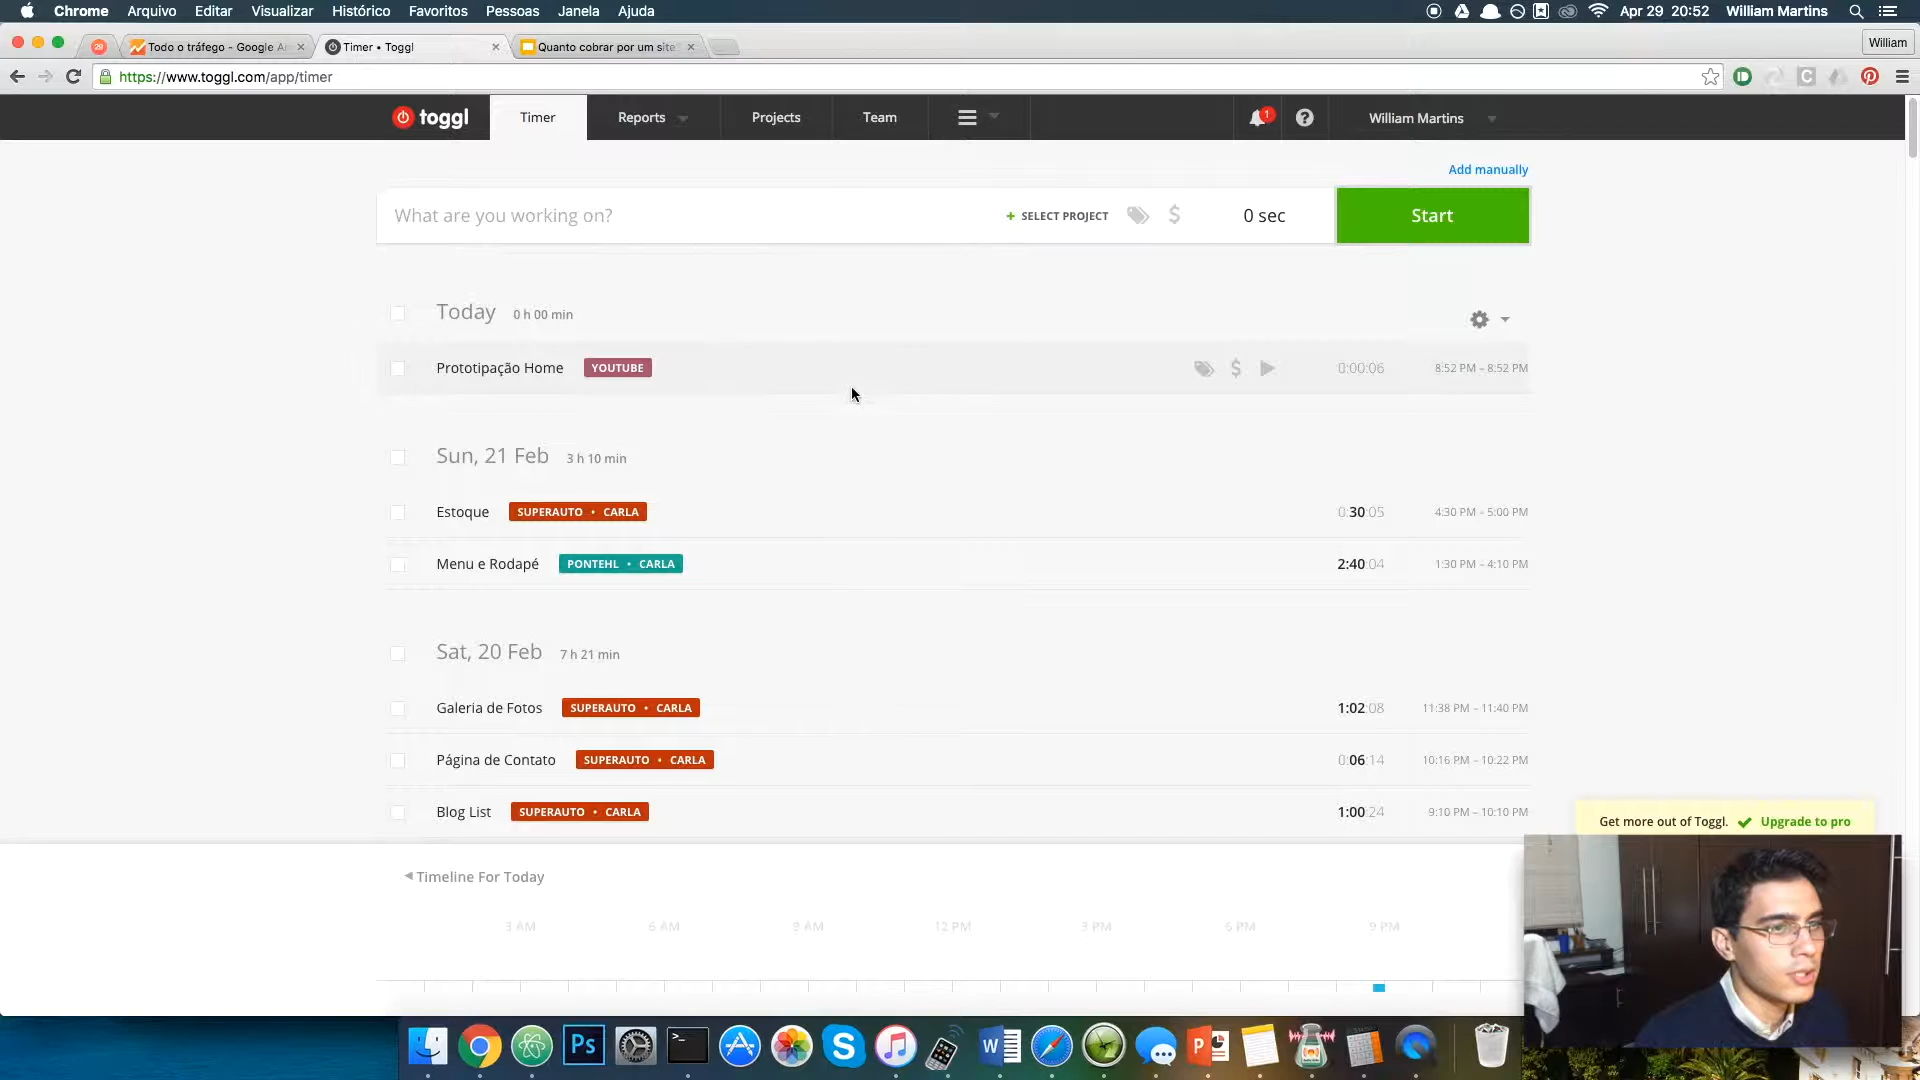 Chrome Arquivo Editar Visualizar Histórico Favoritos Pessoas Janela Ajuda Apr 29 20:52 William Martins
29 Todo o tráfego - Google An Timer • Toggl Quanto cobrar por um site William
https://www.toggl.com/app/timer
toggl Timer Reports Projects Team 1 William Martins
Add manually
What are you working on? + SELECT PROJECT $ 0 sec Start
Today 0 h 00 min
Prototipação Home YOUTUBE $ 0:00:06 8:52 PM – 8:52 PM
Sun, 21 Feb 3 h 10 min
Estoque SUPERAUTO • CARLA 0:30:05 4:30 PM – 5:00 PM
Menu e Rodapé PONTEHL • CARLA 2:40:04 1:30 PM – 4:10 PM
Sat, 20 Feb 7 h 21 min
Galeria de Fotos SUPERAUTO • CARLA 1:02:08 11:38 PM – 11:40 PM
Página de Contato SUPERAUTO • CARLA 0:06:14 10:16 PM – 10:22 PM
Blog List SUPERAUTO • CARLA 1:00:24 9:10 PM – 10:10 PM
Get more out of Toggl. Upgrade to pro
Timeline For Today
3 AM 6 AM 9 AM 12 PM 3 PM 6 PM 9 PM
Ps W P